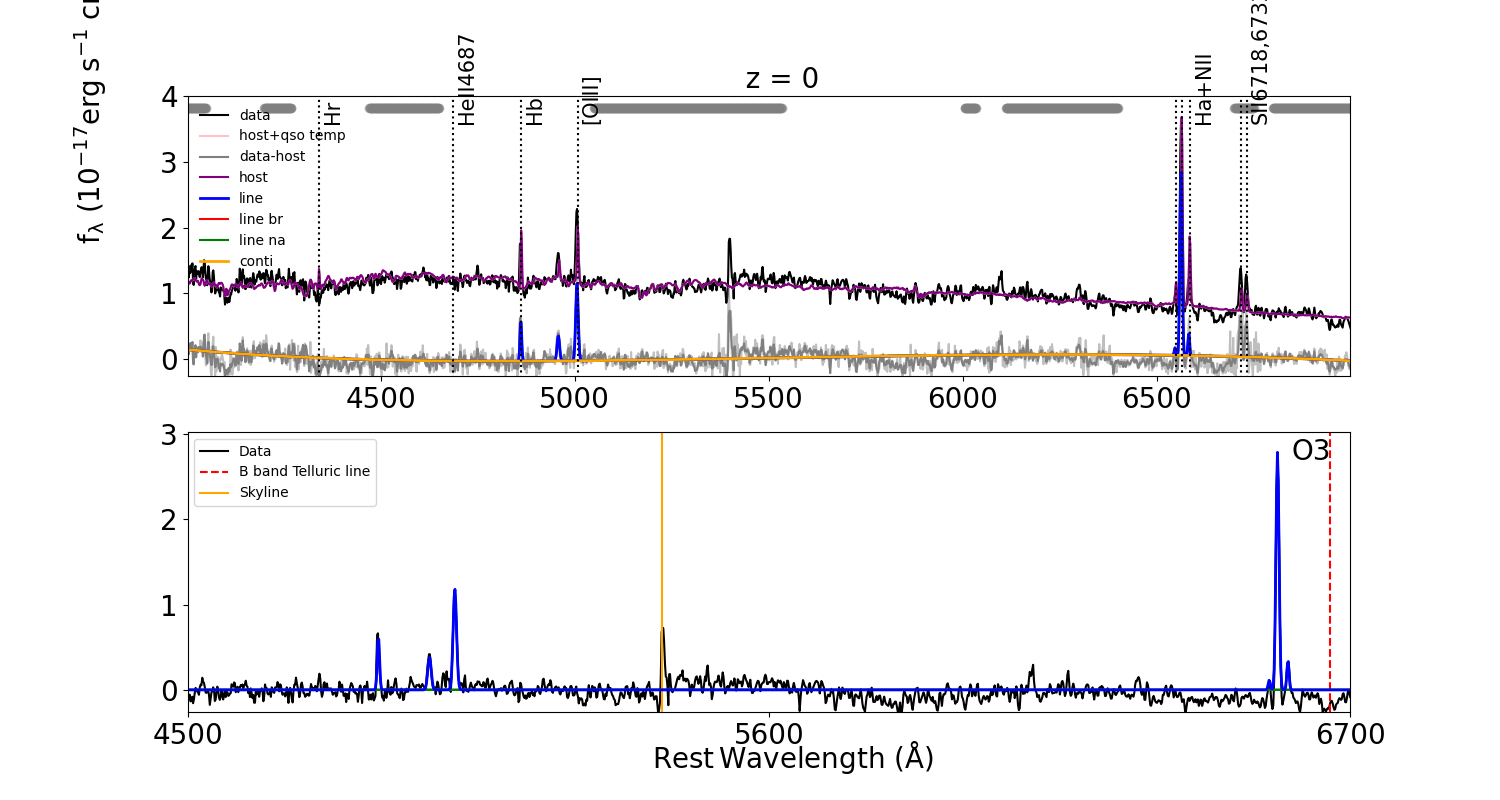 z = 0
fλ (10−17erg s−1 c
Hr
HeII4687
Hb
[OIII]
Ha+NII
SII6718,673
4
3
2
1
0
data
host+qso temp
data-host
host
line
line br
line na
conti
4500
5000
5500
6000
6500
3
2
1
0
Data
B band Telluric line
Skyline
O3
4500
5600
6700
Rest Wavelength (Å)